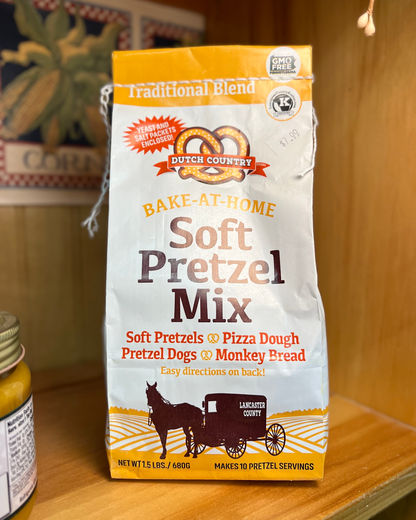 Traditional Blend
GMO
FREE
K
YEAST AND
SALT PACKETS
ENCLOSED!
$7.99
DUTCH COUNTRY
BAKE-AT-HOME
Soft
Pretzel
Mix
Soft Pretzels Pizza Dough
Pretzel Dogs Monkey Bread
Easy directions on back!
LANCASTER
COUNTY
NET WT 1.5 LBS. / 680G MAKES 10 PRETZEL SERVINGS
CORN